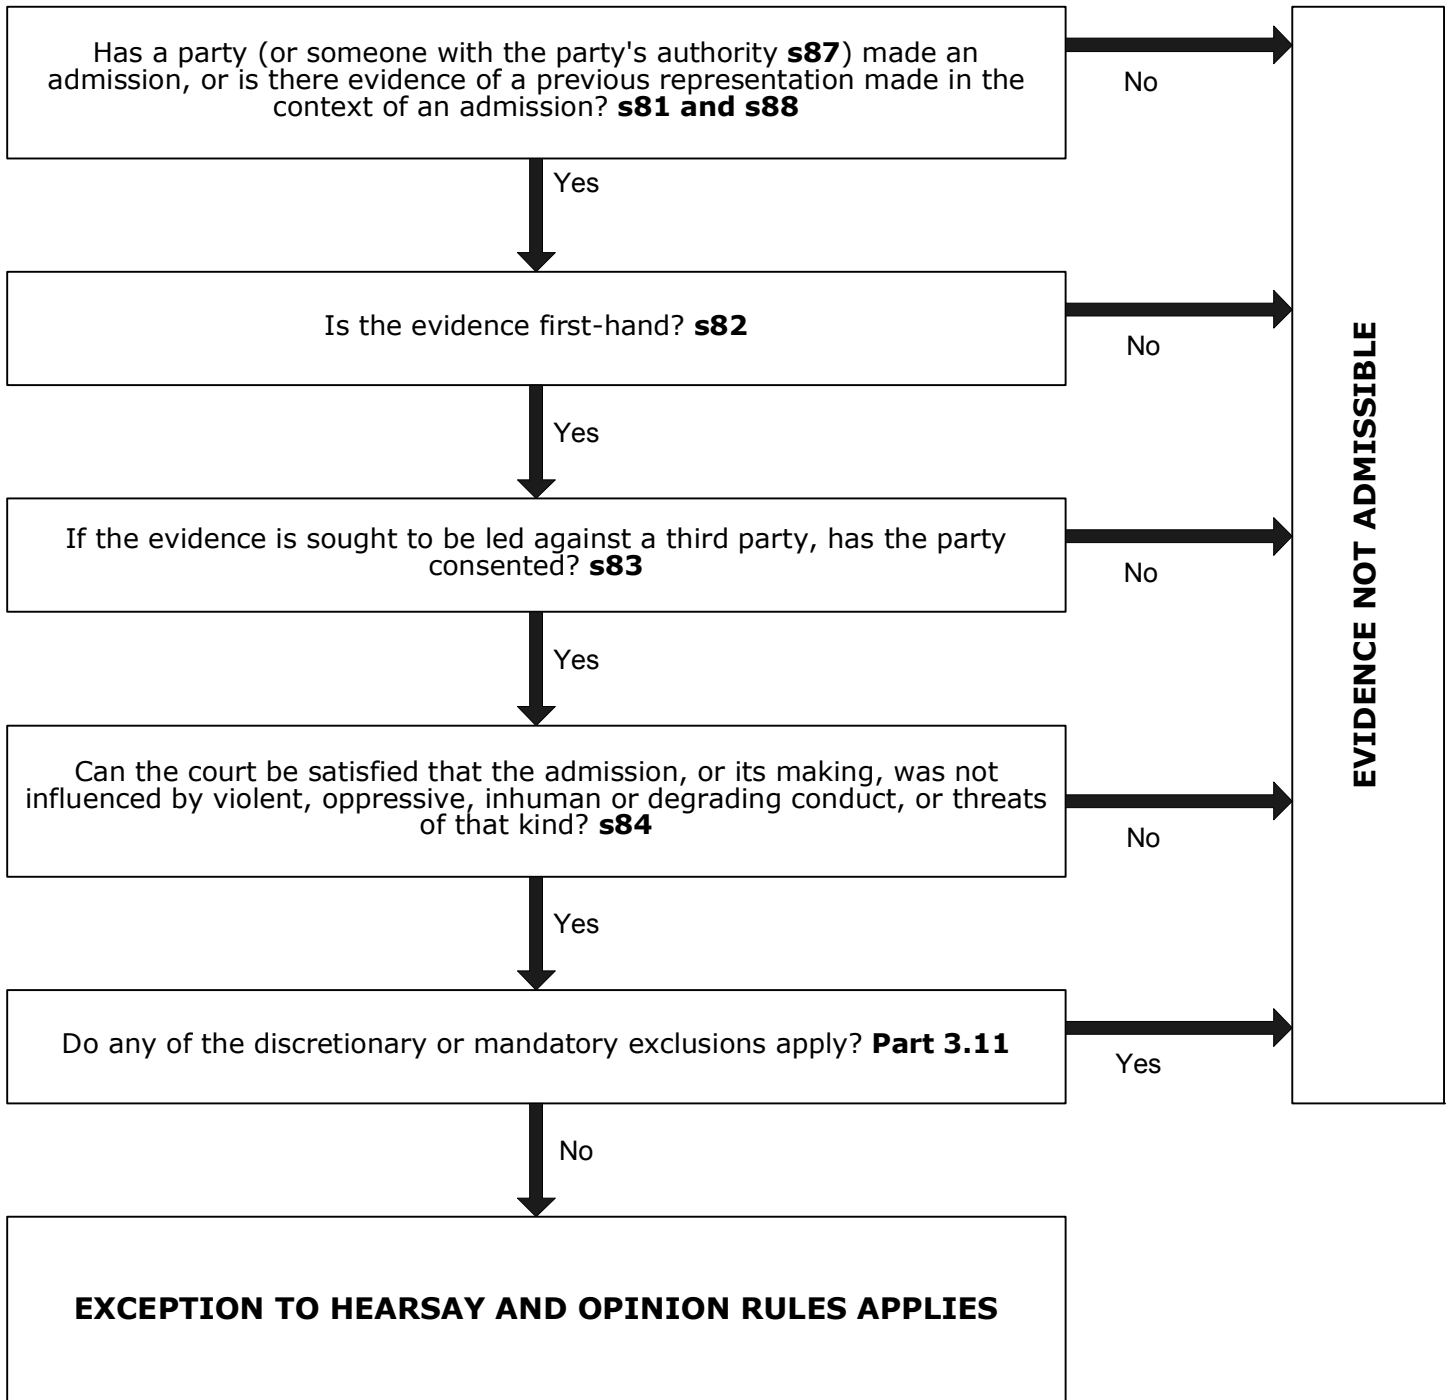 Has a party (or someone with the party's authority s87) made an
admission, or is there evidence of a previous representation made in the
context of an admission? s81 and s88
No
Yes
Is the evidence first-hand? s82
No
Yes
If the evidence is sought to be led against a third party, has the party
consented? s83
No
Yes
Can the court be satisfied that the admission, or its making, was not
influenced by violent, oppressive, inhuman or degrading conduct, or threats
of that kind? s84
No
Yes
Do any of the discretionary or mandatory exclusions apply? Part 3.11
Yes
No
EXCEPTION TO HEARSAY AND OPINION RULES APPLIES
EVIDENCE NOT ADMISSIBLE